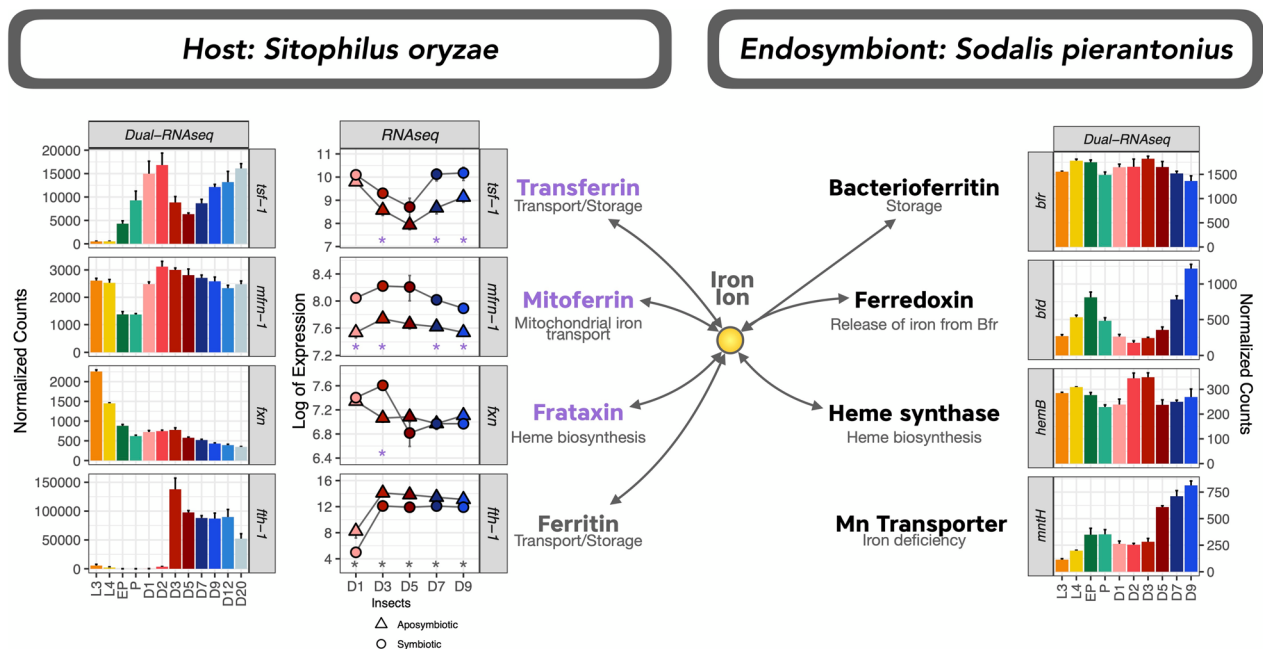 Host: Sitophilus oryzae
Endosymbiont: Sodalis pierantonius
Dual−RNAseq
Normalized Counts
20000
15000
10000
5000
0
tsf−1
3000
2000
1000
0
mfrn−1
2000
1500
1000
500
0
fxn
150000
100000
50000
0
fth−1
L3
L4
EP
P
D1
D2
D3
D5
D7
D9
D12
D20
RNAseq
Log of Expression
11
10
9
8
7
* * *
tsf−1
8.4
8.0
7.6
7.2
* * * *
mfrn−1
7.6
7.2
6.8
6.4
*
fxn
16
12
8
4
* * * * *
fth−1
D1 D3 D5 D7 D9
Insects
Aposymbiotic
Symbiotic
Transferrin
Transport/Storage
Mitoferrin
Mitochondrial iron
transport
Frataxin
Heme biosynthesis
Ferritin
Transport/Storage
Iron
Ion
Bacterioferritin
Storage
Ferredoxin
Release of iron from Bfr
Heme synthase
Heme biosynthesis
Mn Transporter
Iron deficiency
Dual−RNAseq
Normalized Counts
bfr
1500
1000
500
0
bfd
1000
500
0
hemB
300
200
100
0
mntH
750
500
250
0
L3
L4
EP
P
D1
D2
D3
D5
D7
D9